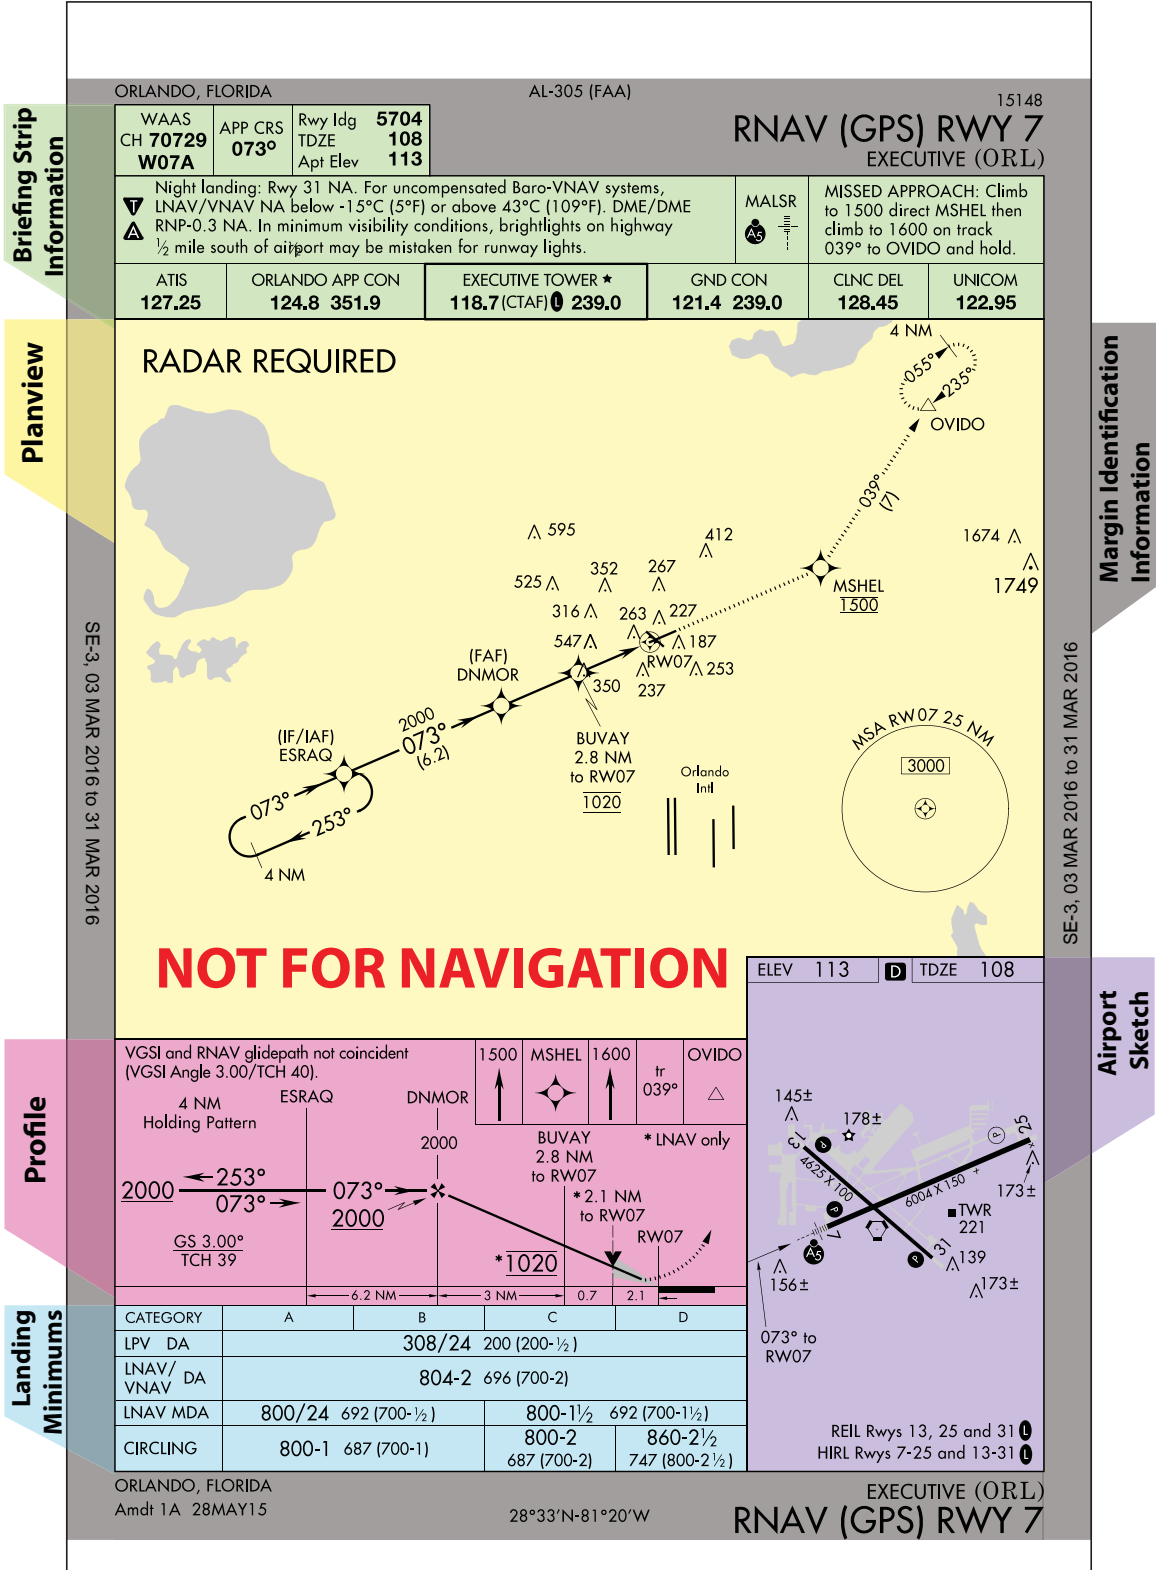 ORLANDO, FLORIDA
AL-305 (FAA)
15148
RNAV (GPS) RWY 7
EXECUTIVE (ORL)
Briefing Strip
Information
WAAS
CH 70729
W07A
APP CRS
073°
Rwy ldg 5704
TDZE 108
Apt Elev 113
T
A
Night landing: Rwy 31 NA. For uncompensated Baro-VNAV systems,
LNAV/VNAV NA below -15°C (5°F) or above 43°C (109°F). DME/DME
RNP-0.3 NA. In minimum visibility conditions, brightlights on highway
½ mile south of airport may be mistaken for runway lights.
MALSR
A5
MISSED APPROACH: Climb
to 1500 direct MSHEL then
climb to 1600 on track
039° to OVIDO and hold.
ATIS
127.25
ORLANDO APP CON
124.8 351.9
EXECUTIVE TOWER ★
118.7 (CTAF) L 239.0
GND CON
121.4 239.0
CLNC DEL
128.45
UNICOM
122.95
Planview
Margin Identification
Information
RADAR REQUIRED
4 NM
055°
235°
OVIDO
039°
(7)
595
412
1674
1749
525
352
267
MSHEL
1500
316
263
227
547
187
RW07
253
350
237
(FAF)
DNMOR
2000
073°
(6.2)
(IF/IAF)
ESRAQ
073°
253°
4 NM
BUVAY
2.8 NM
to RW07
1020
Orlando
Intl
MSA RW07 25 NM
3000
SE-3, 03 MAR 2016 to 31 MAR 2016
SE-3, 03 MAR 2016 to 31 MAR 2016
NOT FOR NAVIGATION
Airport
Sketch
ELEV 113 D TDZE 108
145±
178±
13
P
4625 X 100
6004 X 150
P
25
173±
P
TWR
221
7
A5
P
31
139
156±
173±
073° to
RW07
REIL Rwys 13, 25 and 31 L
HIRL Rwys 7-25 and 13-31 L
Profile
VGSI and RNAV glidepath not coincident
(VGSI Angle 3.00/TCH 40).
1500
MSHEL
1600
tr
039°
OVIDO
4 NM
Holding Pattern
ESRAQ
DNMOR
2000
BUVAY
2.8 NM
to RW07
* LNAV only
2000
253°
073°
073°
2000
*2.1 NM
to RW07
RW07
GS 3.00°
TCH 39
*1020
6.2 NM
3 NM
0.7
2.1
Landing
Minimums
CATEGORY A B C D
LPV DA 308/24 200 (200-½)
LNAV/
VNAV DA 804-2 696 (700-2)
LNAV MDA 800/24 692 (700-½) 800-1½ 692 (700-1½)
CIRCLING 800-1 687 (700-1)
800-2
687 (700-2)
860-2½
747 (800-2½)
ORLANDO, FLORIDA
Amdt 1A 28MAY15
28°33'N-81°20'W
EXECUTIVE (ORL)
RNAV (GPS) RWY 7